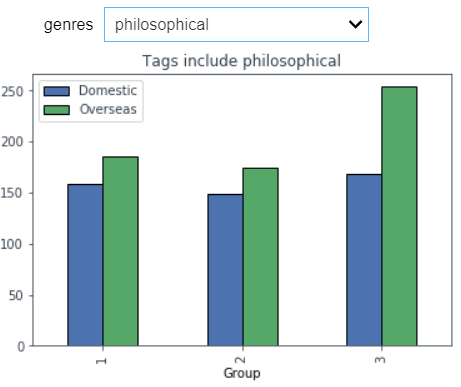 genres philosophical
Tags include philosophical
Domestic
Overseas
250
200
150
100
50
0
1 2 3
Group